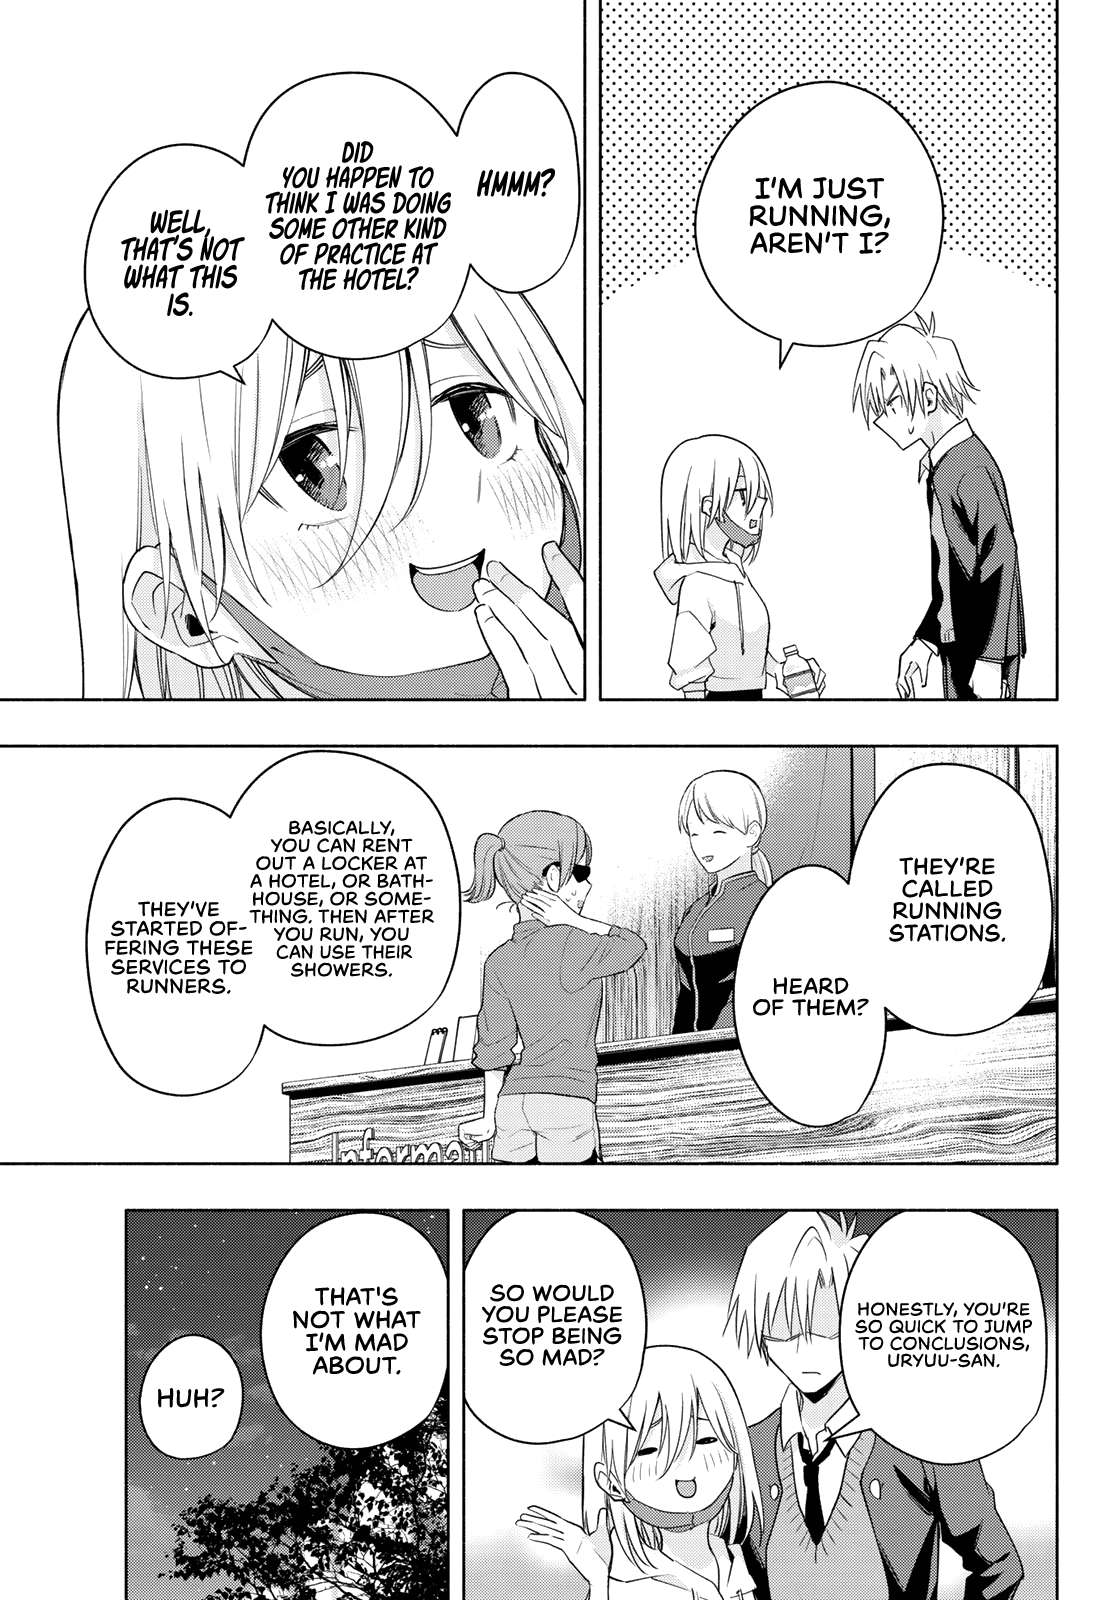 I'M JUST
RUNNING,
AREN'T I?
HMMM?
DID
YOU HAPPEN TO
THINK I WAS DOING
SOME OTHER KIND
OF PRACTICE AT
THE HOTEL?
WELL,
THAT'S NOT
WHAT THIS
IS.
THEY'RE
CALLED
RUNNING
STATIONS.
HEARD
OF THEM?
BASICALLY,
YOU CAN RENT
OUT A LOCKER AT
A HOTEL, OR BATH-
HOUSE, OR SOME-
THING. THEN AFTER
YOU RUN, YOU
CAN USE THEIR
SHOWERS.
THEY'VE
STARTED OF-
FERING THESE
SERVICES TO
RUNNERS.
Informati
HONESTLY, YOU'RE
SO QUICK TO JUMP
TO CONCLUSIONS,
URYUU-SAN.
SO WOULD
YOU PLEASE
STOP BEING
SO MAD?
THAT'S
NOT WHAT
I'M MAD
ABOUT.
HUH?